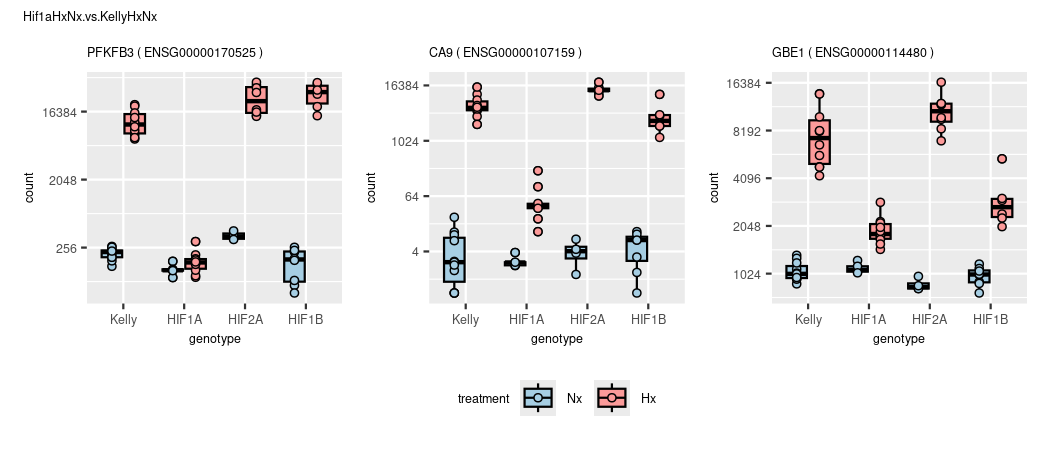 Hif1aHxNx.vs.KellyHxNx
PFKFB3 ( ENSG00000170525 )
count
16384
2048
256
Kelly HIF1A HIF2A HIF1B
genotype
CA9 ( ENSG00000107159 )
count
16384
1024
64
4
Kelly HIF1A HIF2A HIF1B
genotype
GBE1 ( ENSG00000114480 )
count
16384
8192
4096
2048
1024
Kelly HIF1A HIF2A HIF1B
genotype
treatment Nx Hx